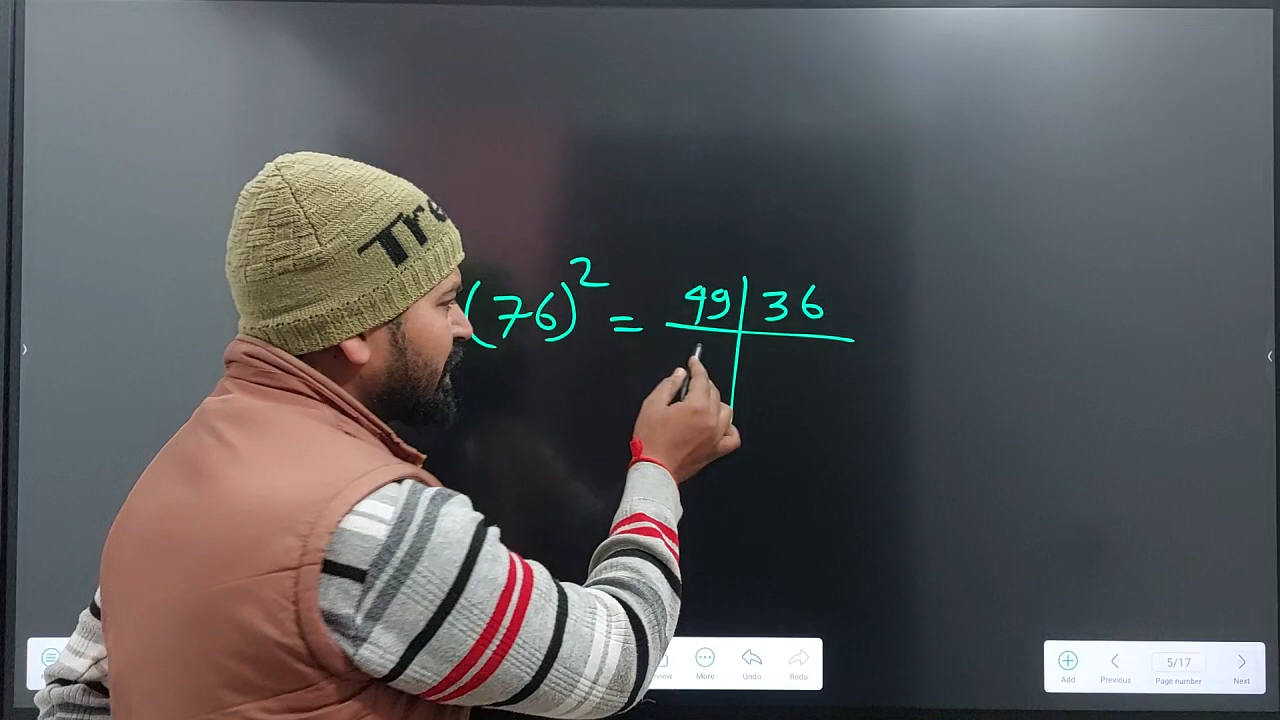 Tre
(76)² = 49|36
More
Undo
Redo
Add
Previous
5/17
Page number
Next